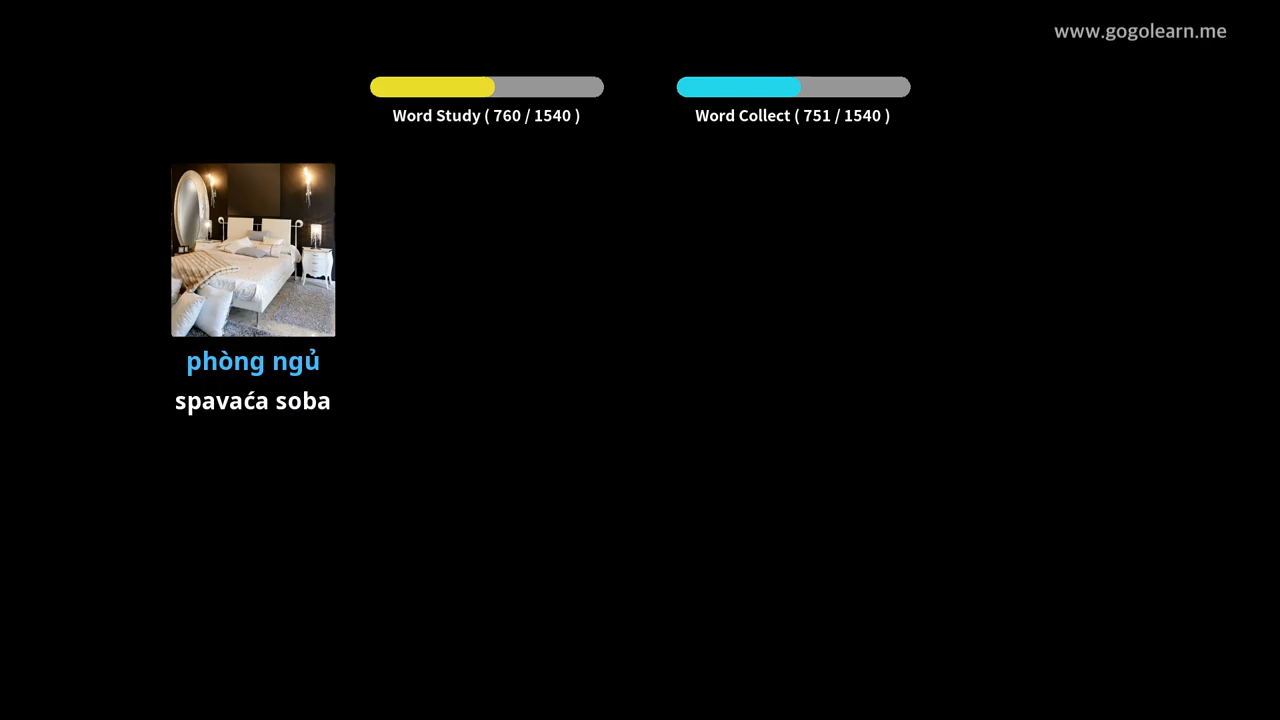 www.gogolearn.me
Word Study ( 760 / 1540 )
Word Collect ( 751 / 1540 )
phòng ngủ
spavaća soba